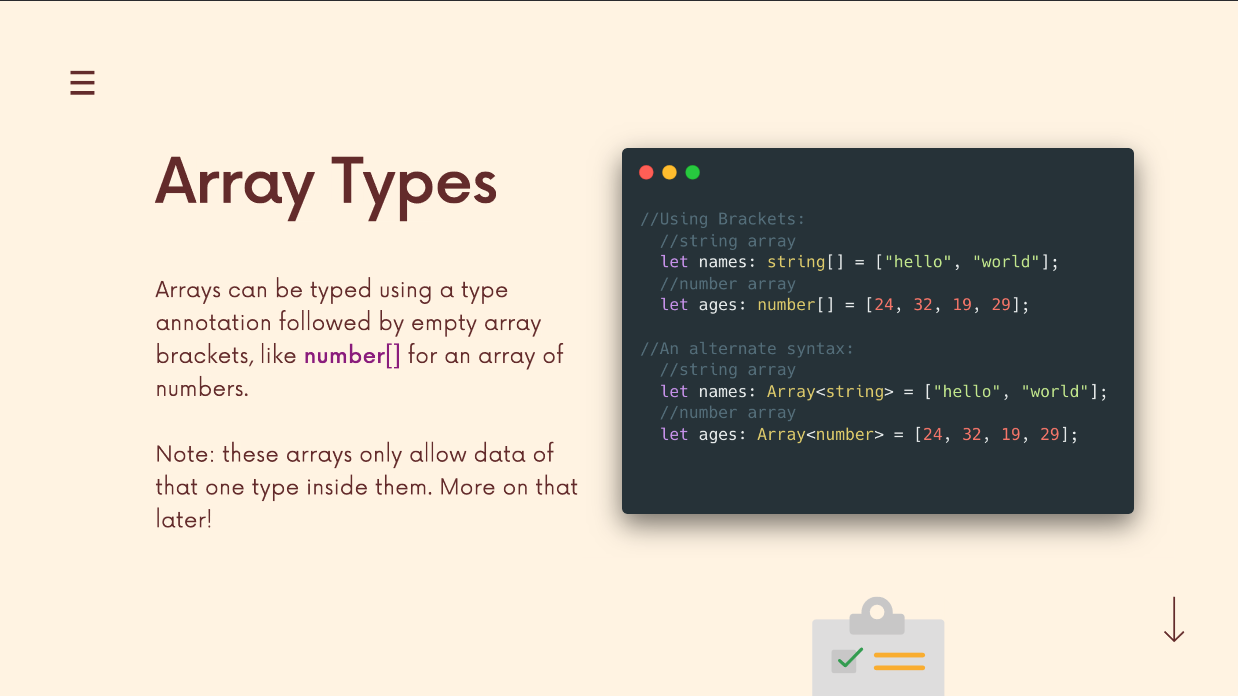 Array Types
Arrays can be typed using a type
annotation followed by empty array
brackets, like number[] for an array of
numbers.
Note: these arrays only allow data of
that one type inside them. More on that
later!
//Using Brackets:
//string array
let names: string[] = ["hello", "world"];
//number array
let ages: number[] = [24, 32, 19, 29];
//An alternate syntax:
//string array
let names: Array<string> = ["hello", "world"];
//number array
let ages: Array<number> = [24, 32, 19, 29];